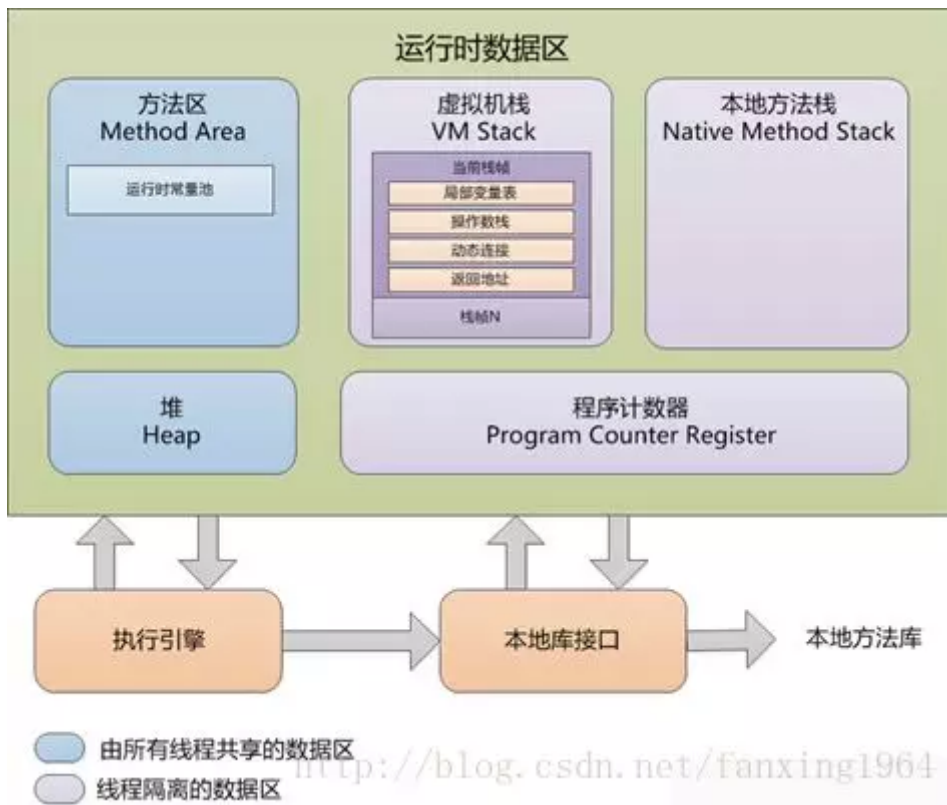 运行时数据区
方法区
Method Area
运行时常量池
虚拟机栈
VM Stack
当前栈帧
局部变量表
操作数栈
动态连接
返回地址
栈帧N
本地方法栈
Native Method Stack
堆
Heap
程序计数器
Program Counter Register
执行引擎
本地库接口
本地方法库
由所有线程共享的数据区
线程隔离的数据区
http://blog.csdn.net/fanxing1964